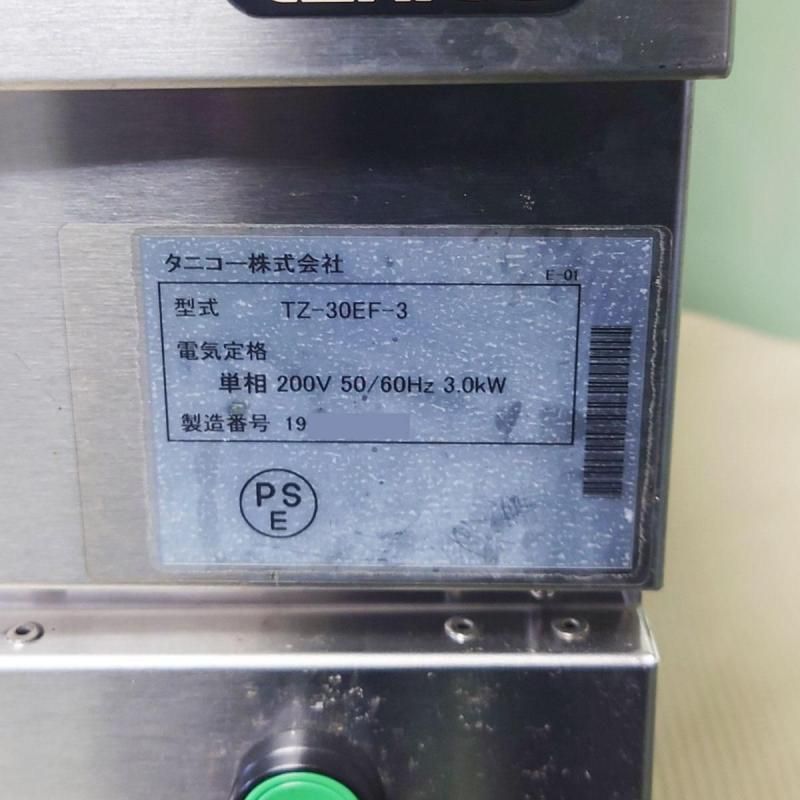 タニコー株式会社
E-01
型式 TZ-30EF-3
電気定格
単相 200V 50/60Hz 3.0kW
製造番号 19
PS
E